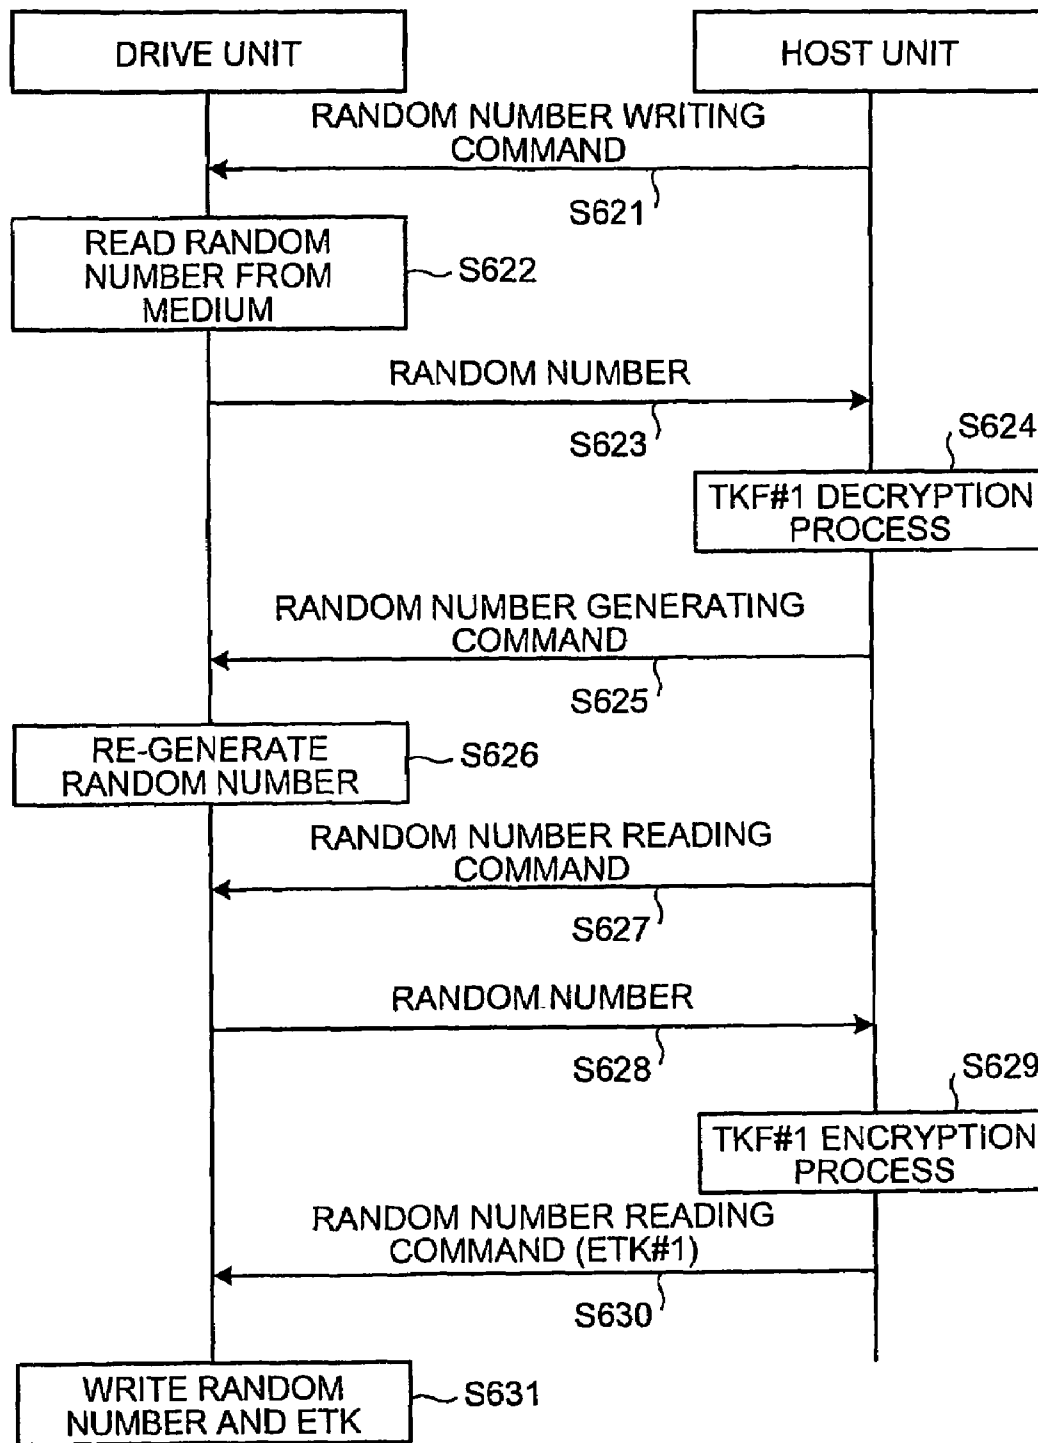 DRIVE UNIT
HOST UNIT
RANDOM NUMBER WRITING
COMMAND
S621
READ RANDOM
NUMBER FROM
MEDIUM
S622
RANDOM NUMBER
S623
S624
TKF#1 DECRYPTION
PROCESS
RANDOM NUMBER GENERATING
COMMAND
S625
RE-GENERATE
RANDOM NUMBER
S626
RANDOM NUMBER READING
COMMAND
S627
RANDOM NUMBER
S628
S629
TKF#1 ENCRYPTION
PROCESS
RANDOM NUMBER READING
COMMAND (ETK#1)
S630
WRITE RANDOM
NUMBER AND ETK
S631